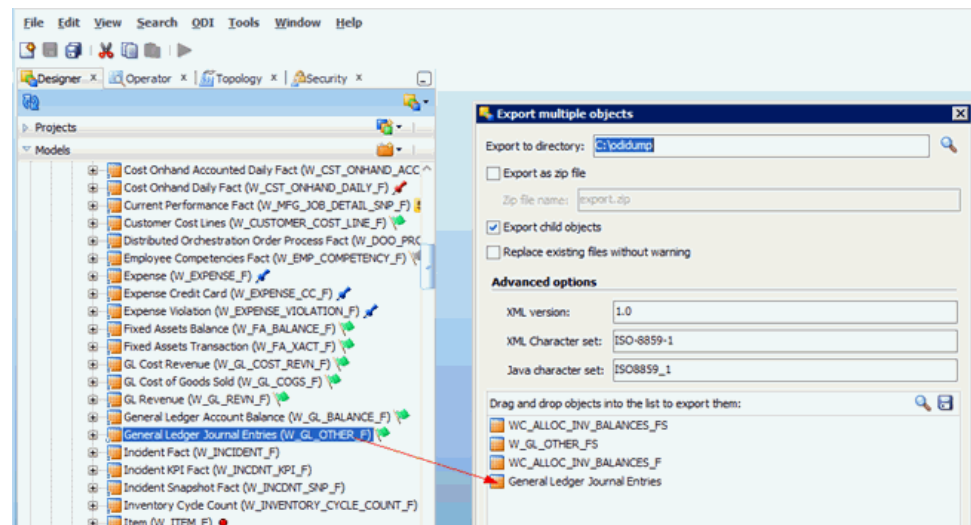 File Edit View Search ODI Tools Window Help
Designer x Operator x Topology x Security x
Projects
Models
Cost Onhand Accounted Daily Fact (W_CST_ONHAND_ACC
Cost Onhand Daily Fact (W_CST_ONHAND_DAILY_F)
Current Performance Fact (W_MFG_JOB_DETAIL_SNP_F)
Customer Cost Lines (W_CUSTOMER_COST_LINE_F)
Distributed Orchestration Order Process Fact (W_DOO_PRC
Employee Competencies Fact (W_EMP_COMPETENCY_F)
Expense (W_EXPENSE_F)
Expense Credit Card (W_EXPENSE_CC_F)
Expense Violation (W_EXPENSE_VIOLATION_F)
Fixed Assets Balance (W_FA_BALANCE_F)
Fixed Assets Transaction (W_FA_XACT_F)
GL Cost Revenue (W_GL_COST_REVN_F)
GL Cost of Goods Sold (W_GL_COGS_F)
GL Revenue (W_GL_REVN_F)
General Ledger Account Balance (W_GL_BALANCE_F)
General Ledger Journal Entries (W_GL_OTHER_F)
Incident Fact (W_INCIDENT_F)
Incident KPI Fact (W_INCDNT_KPI_F)
Incident Snapshot Fact (W_INCDNT_SNP_F)
Inventory Cycle Count (W_INVENTORY_CYCLE_COUNT_F)
Item (W_ITEM_F)
Export multiple objects
Export to directory: C:\odidump
Export as zip file
Zip file name: export.zip
Export child objects
Replace existing files without warning
Advanced options
XML version: 1.0
XML Character set: ISO-8859-1
Java character set: ISO8859_1
Drag and drop objects into the list to export them:
WC_ALLOC_INV_BALANCES_FS
W_GL_OTHER_FS
WC_ALLOC_INV_BALANCES_F
General Ledger Journal Entries